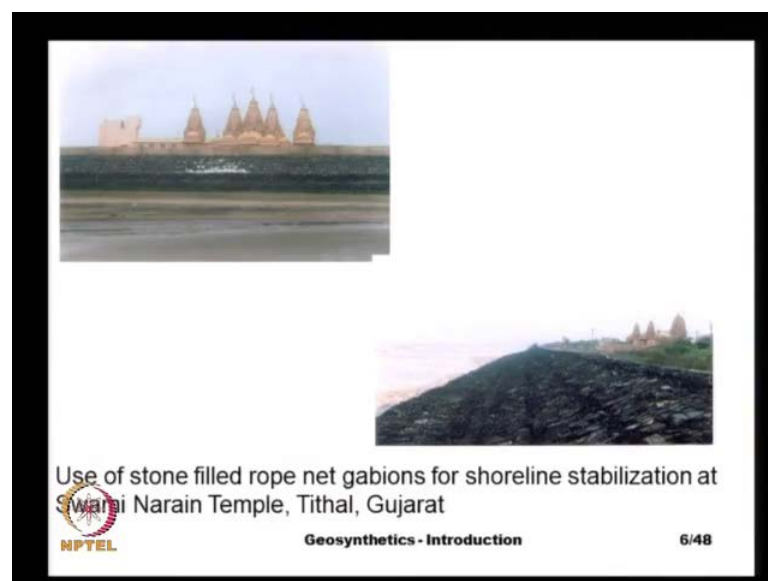 Use of stone filled rope net gabions for shoreline stabilization at
Swami Narain Temple, Tithal, Gujarat
NPTEL
Geosynthetics - Introduction
6/48